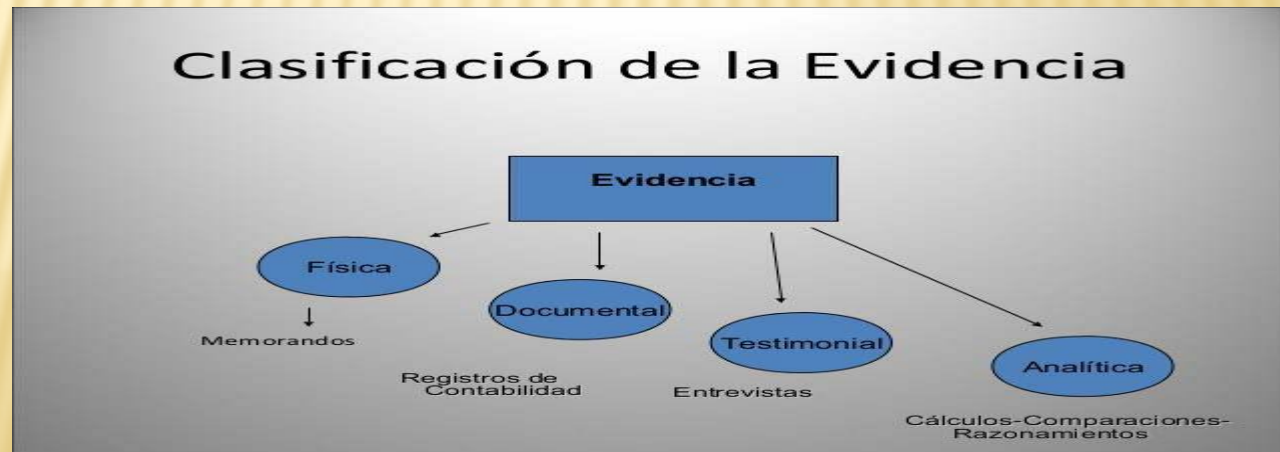 Clasificación de la Evidencia
Evidencia
Física
Memorandos
Documental
Registros de
Contabilidad
Testimonial
Entrevistas
Analítica
Cálculos-Comparaciones-
Razonamientos